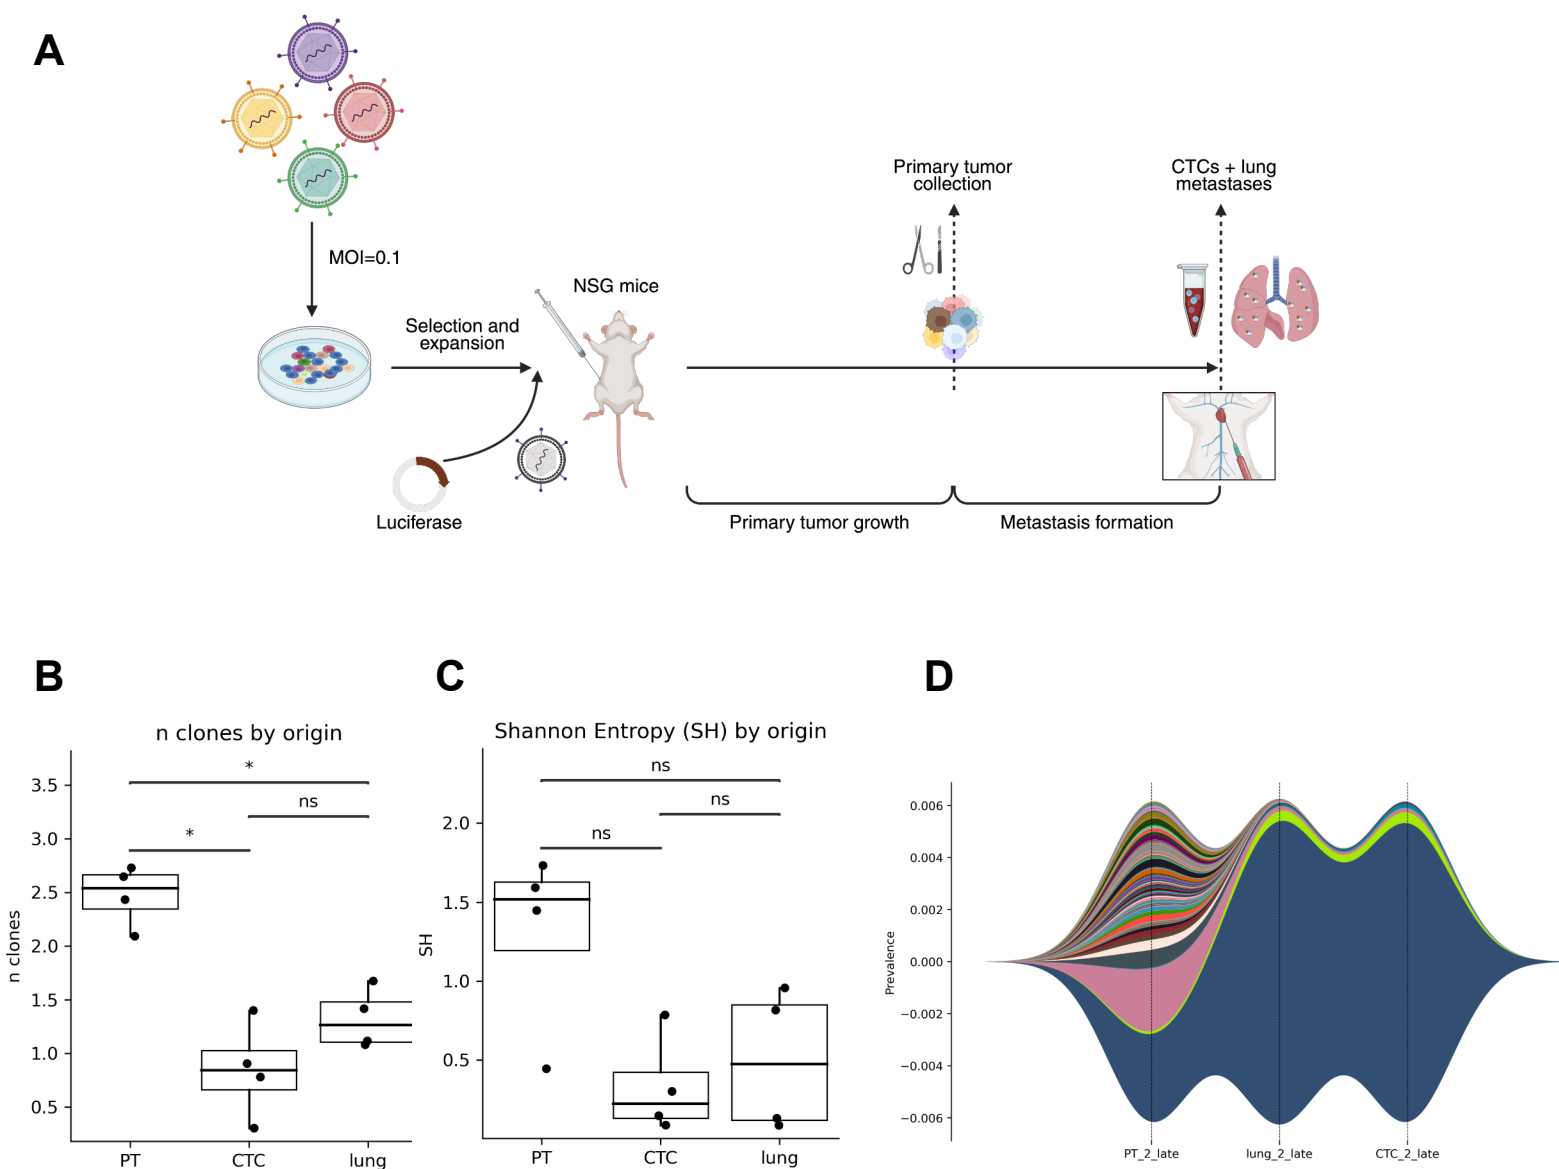 A
MOI=0.1
Selection and
expansion
NSG mice
Luciferase
Primary tumor
collection
CTCs + lung
metastases
Primary tumor growth
Metastasis formation
B
n clones by origin
*
ns
*
3.5
3.0
2.5
2.0
1.5
1.0
0.5
n clones
PT
CTC
lung
C
Shannon Entropy (SH) by origin
ns
ns
ns
2.0
1.5
1.0
0.5
SH
PT
CTC
lung
D
0.006
0.004
0.002
0.000
−0.002
−0.004
−0.006
Prevalence
PT_2_late
lung_2_late
CTC_2_late